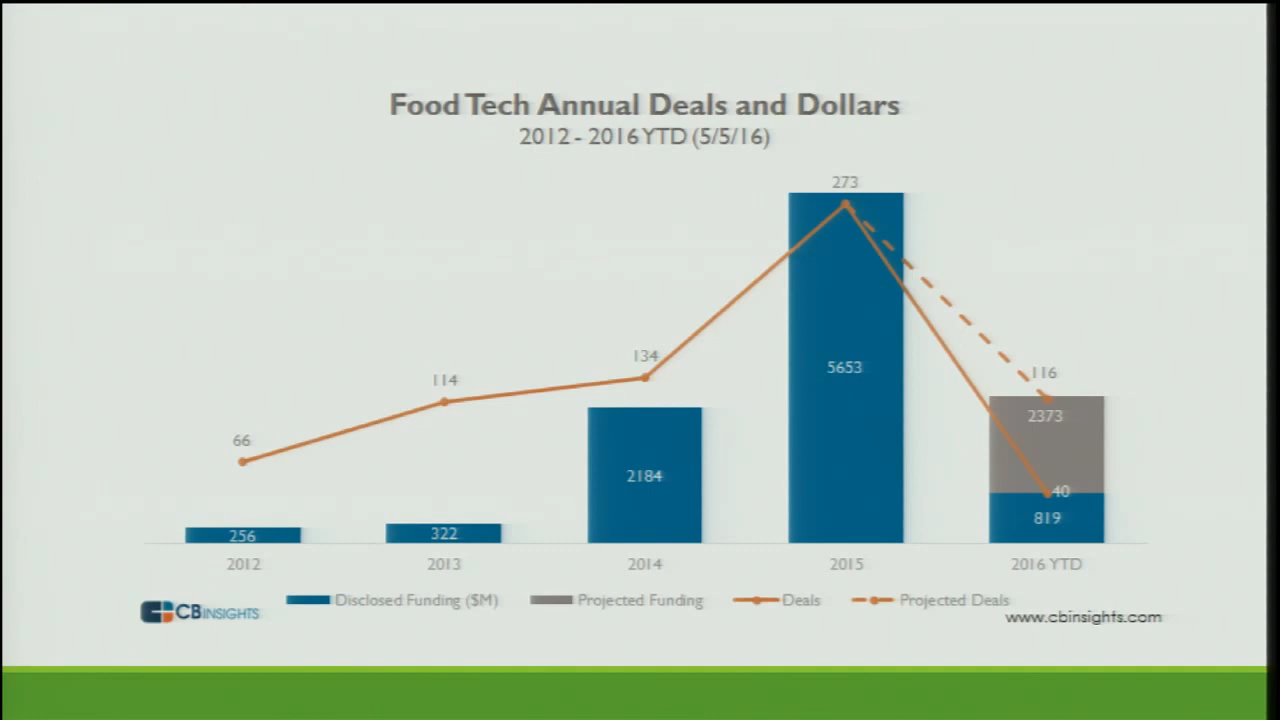 Food Tech Annual Deals and Dollars
2012 - 2016 YTD (5/5/16)
273
134
116
114
5653
2373
66
2184
40
819
256
322
2012 2013 2014 2015 2016 YTD
Disclosed Funding ($M) Projected Funding Deals Projected Deals
CBINSIGHTS
www.cbinsights.com